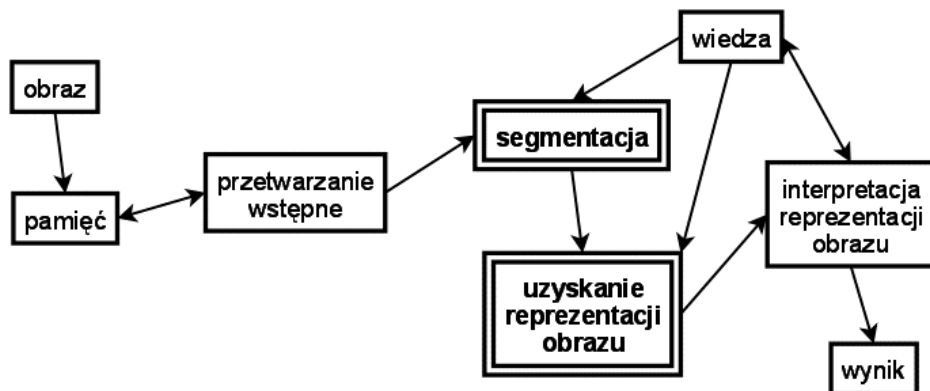 obraz
pamięć
przetwarzanie
wstępne
segmentacja
wiedza
uzyskanie
reprezentacji
obrazu
interpretacja
reprezentacji
obrazu
wynik